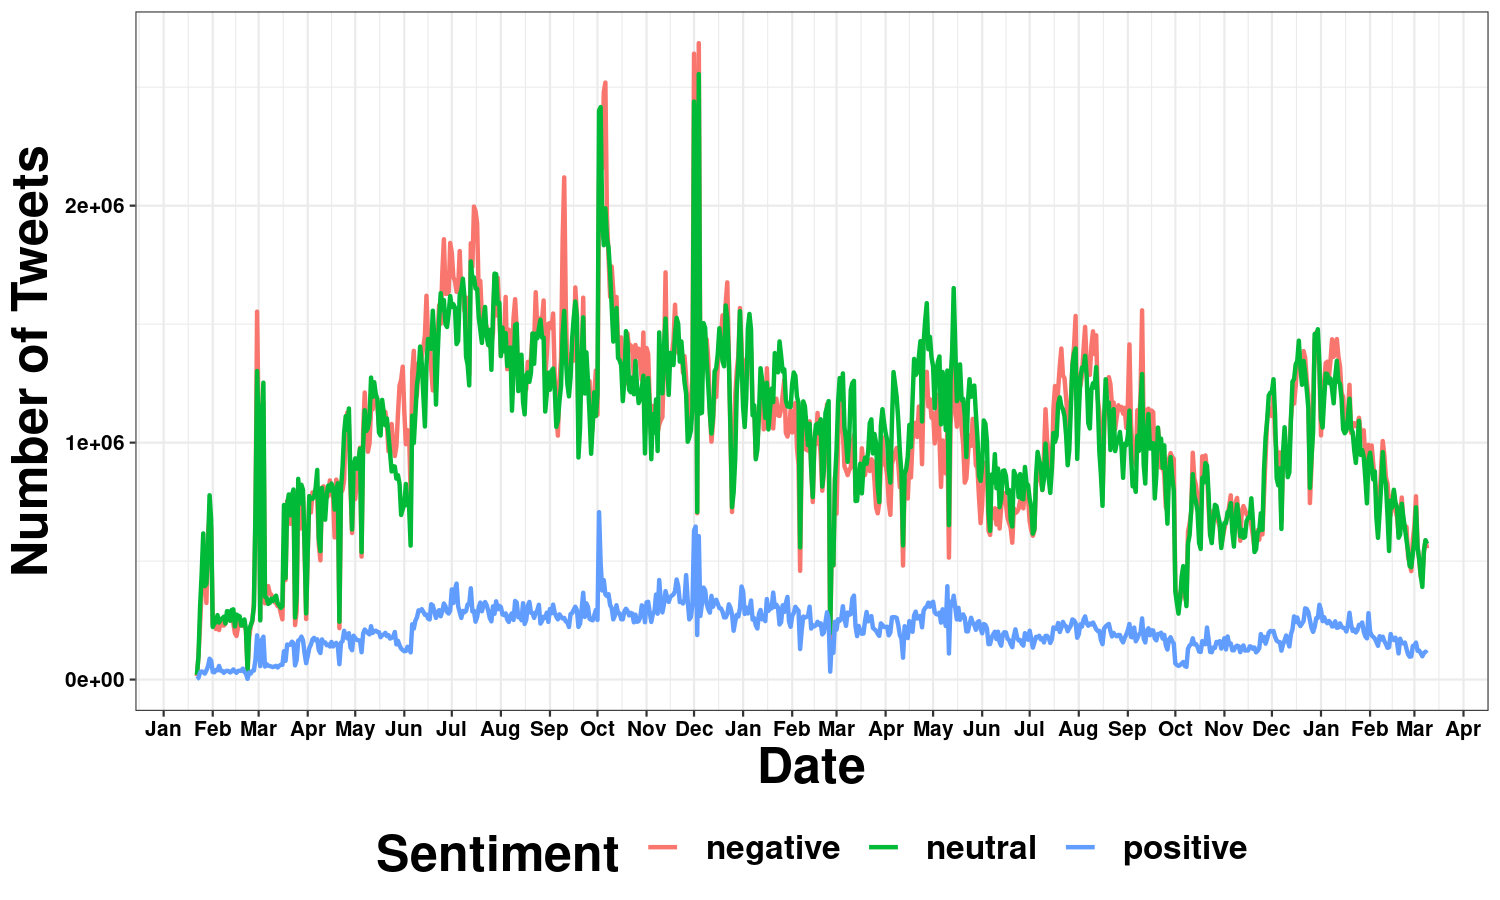 Number of Tweets
2e+06
1e+06
0e+00
Jan Feb Mar Apr May Jun Jul Aug Sep Oct Nov Dec Jan Feb Mar Apr May Jun Jul Aug Sep Oct Nov Dec Jan Feb Mar Apr
Date
Sentiment negative neutral positive